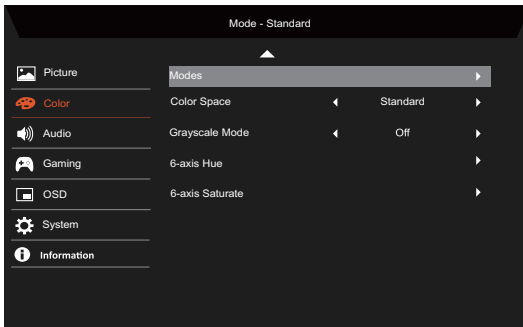 Mode - Standard
Picture
Color
Audio
Gaming
OSD
System
Information
Modes
Color Space Standard
Grayscale Mode Off
6-axis Hue
6-axis Saturate